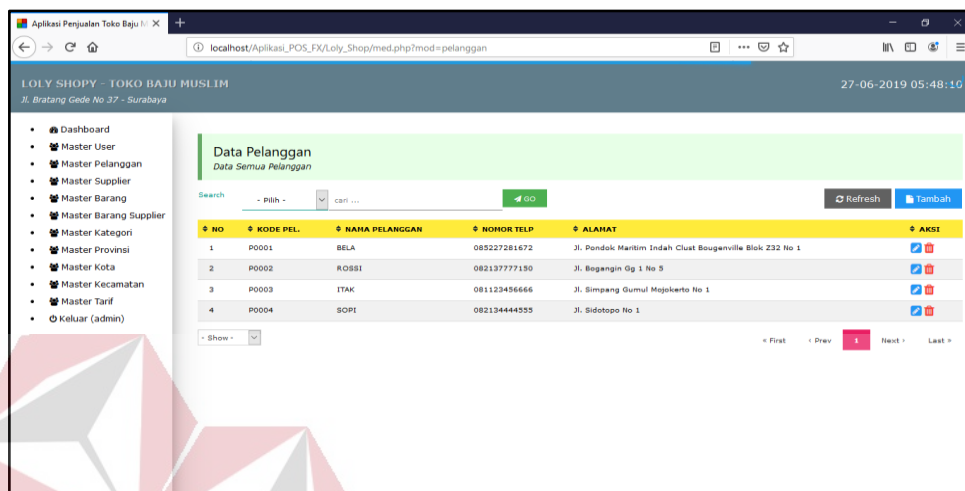 Aplikasi Penjualan Toko Baju M
localhost/Aplikasi_POS_FX/Loly_Shop/med.php?mod=pelanggan
LOLY SHOPY - TOKO BAJU MUSLIM
Jl. Bratang Gede No 37 - Surabaya
27-06-2019 05:48:10
Dashboard
Master User
Master Pelanggan
Master Supplier
Master Barang
Master Barang Supplier
Master Kategori
Master Provinsi
Master Kota
Master Kecamatan
Master Tarif
Keluar (admin)
Data Pelanggan
Data Semua Pelanggan
Search - Pilih - cari ... GO Refresh Tambah
NO KODE PEL. NAMA PELANGGAN NOMOR TELP ALAMAT AKSI
1 P0001 BELA 085227281672 Jl. Pondok Maritim Indah Clust Bougenville Blok Z32 No 1
2 P0002 ROSSI 082137777150 Jl. Bogangin Gg 1 No 5
3 P0003 ITAK 081123456666 Jl. Simpang Gumul Mojokerto No 1
4 P0004 SOPI 082134444555 Jl. Sidotopo No 1
- Show - « First ‹ Prev 1 Next › Last »